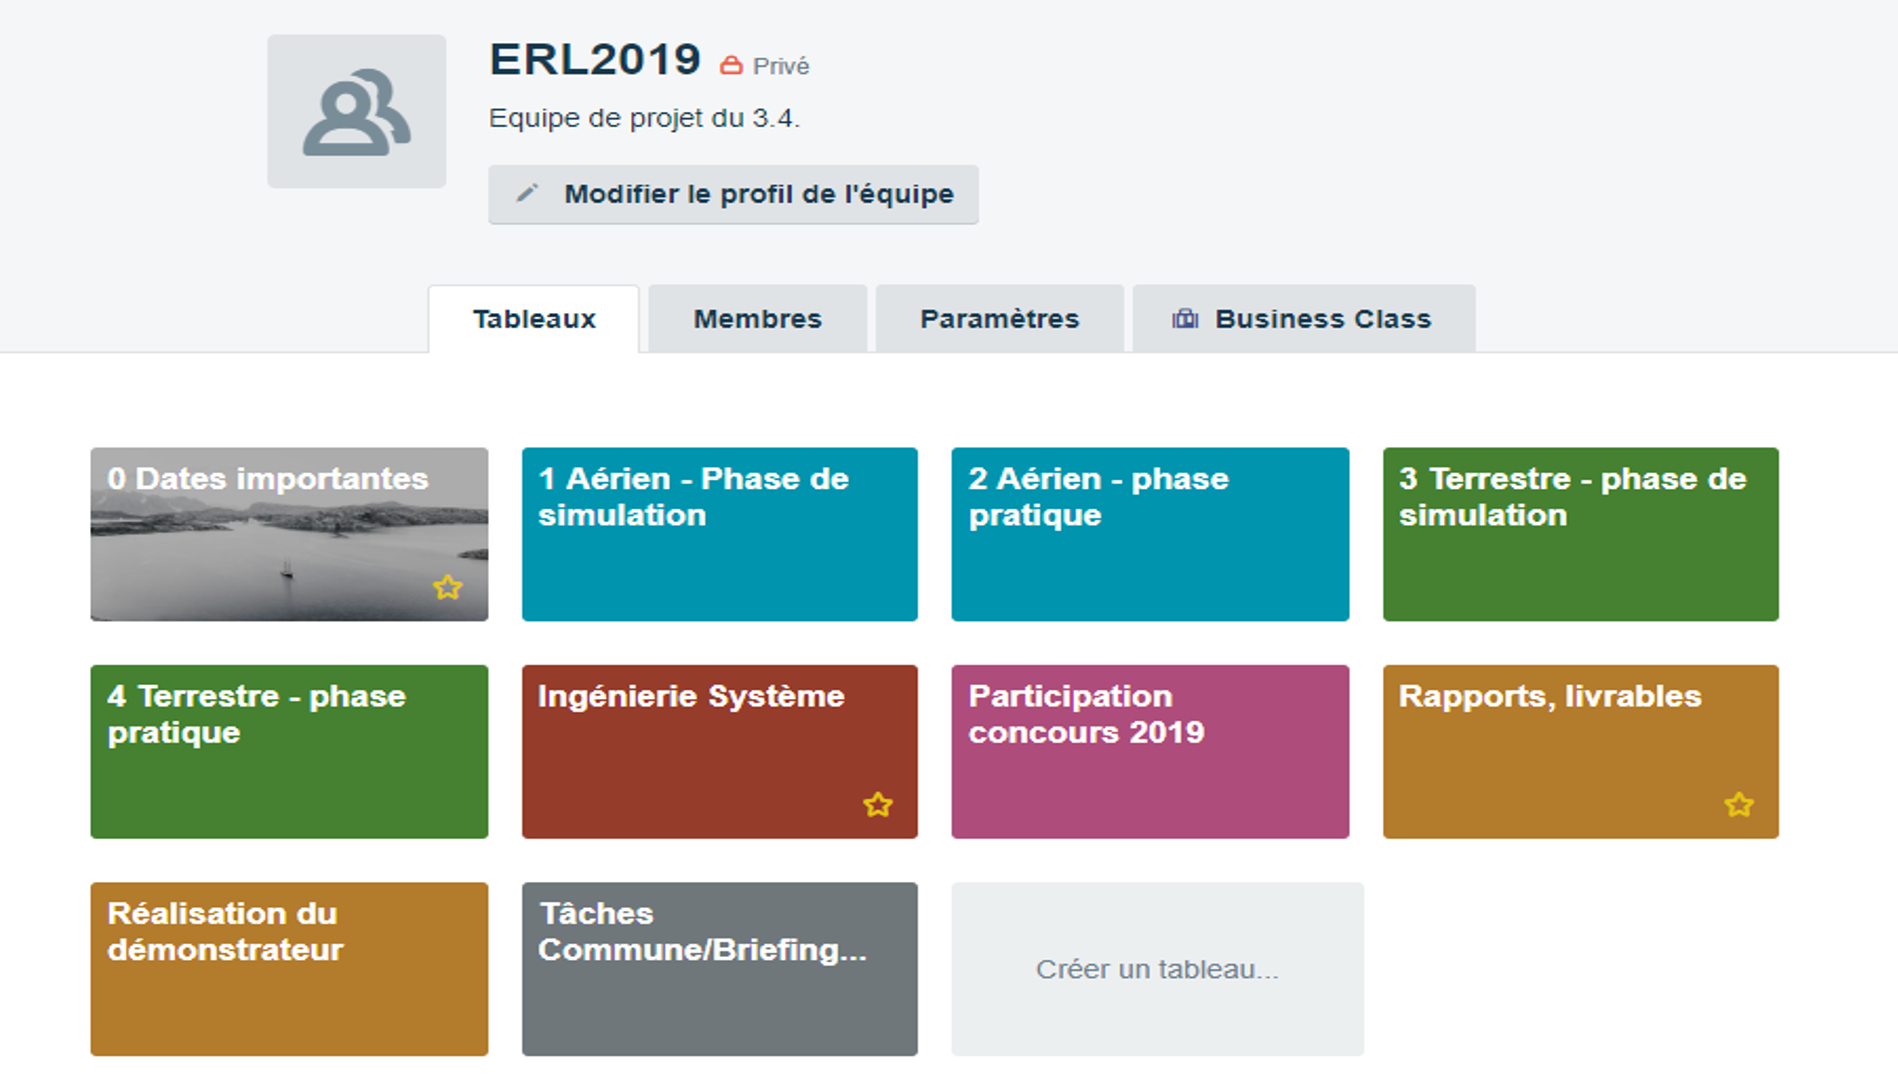 ERL2019 Privé
Equipe de projet du 3.4.
Modifier le profil de l'équipe
Tableaux Membres Paramètres Business Class
0 Dates importantes
1 Aérien - Phase de
simulation
2 Aérien - phase
pratique
3 Terrestre - phase de
simulation
4 Terrestre - phase
pratique
Ingénierie Système
Participation
concours 2019
Rapports, livrables
Réalisation du
démonstrateur
Tâches
Commune/Briefing...
Créer un tableau...